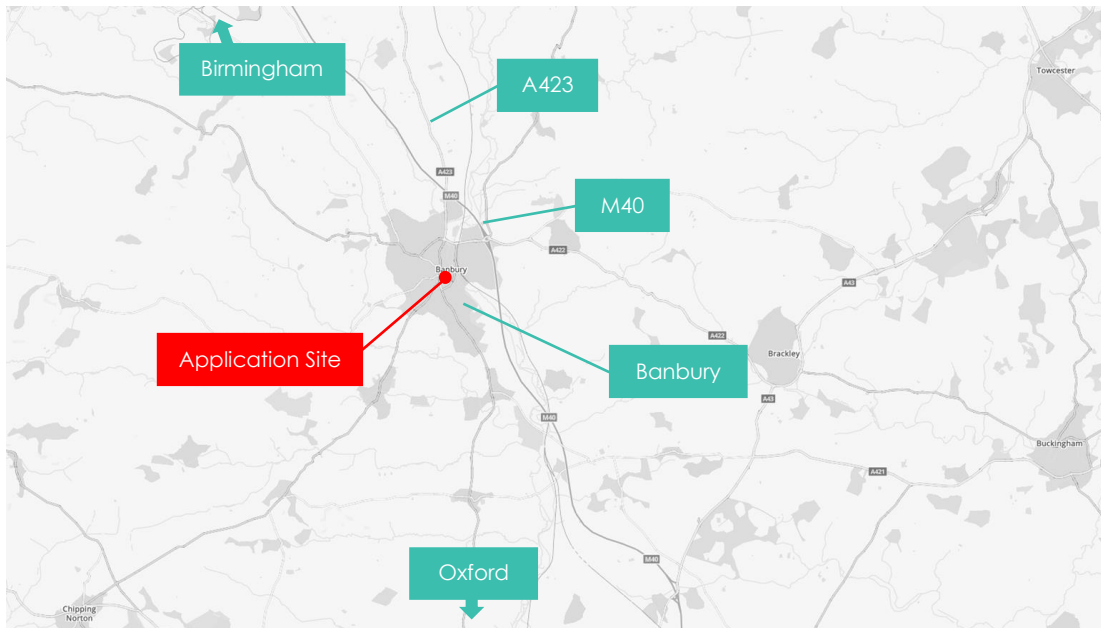 Birmingham
Towcester
A423
A423
M40
M40
A422
Banbury
A43
A422
Application Site
Brackley
Banbury
A43
M40
Buckingham
A421
M40
Oxford
Chipping
Norton